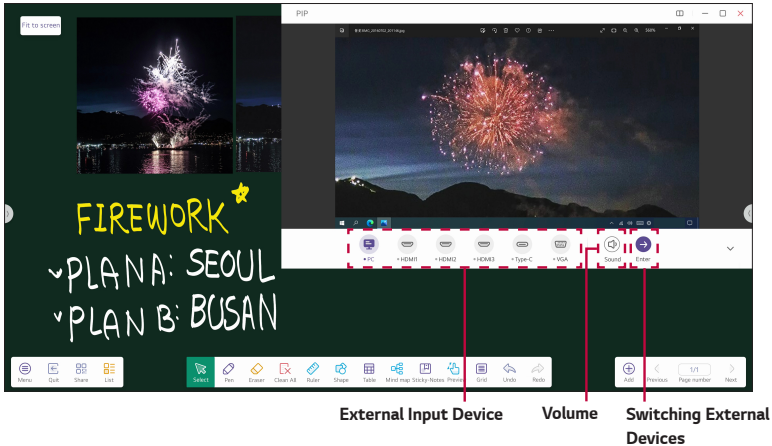 Fit to screen
PIP
360%
FIREWORK
PLAN A: SEOUL
PLAN B: BUSAN
PC HDMI1 HDMI2 HDMI3 Type-C VGA Sound Enter
Menu Quit Share List Select Pen Eraser Clean All Ruler Shape Table Mind map Sticky-Notes Preview Grid Undo Redo Add Previous Page number Next
1/1
External Input Device Volume Switching External
Devices